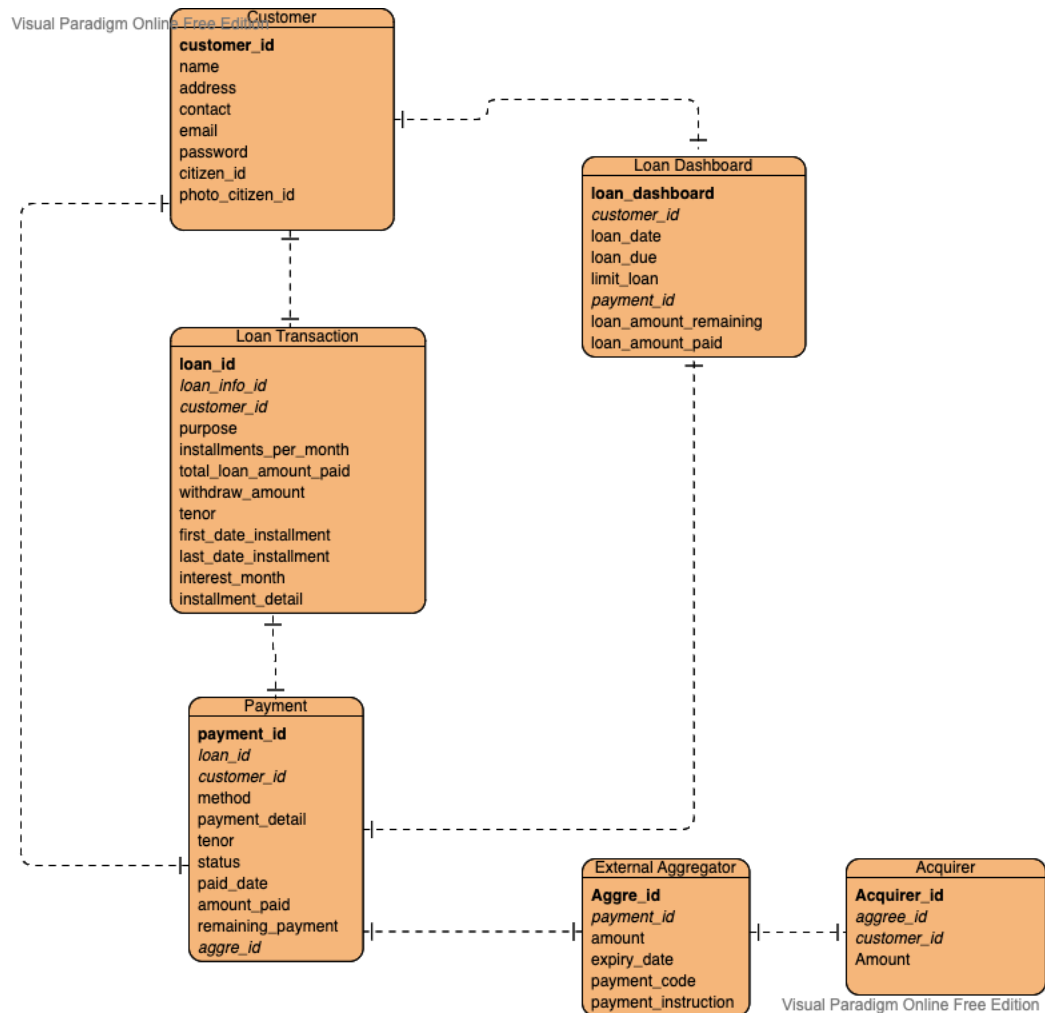 Visual Paradigm Online Free Edition
Customer
customer_id
name
address
contact
email
password
citizen_id
photo_citizen_id
Loan Dashboard
loan_dashboard
customer_id
loan_date
loan_due
limit_loan
payment_id
loan_amount_remaining
loan_amount_paid
Loan Transaction
loan_id
loan_info_id
customer_id
purpose
installments_per_month
total_loan_amount_paid
withdraw_amount
tenor
first_date_installment
last_date_installment
interest_month
installment_detail
Payment
payment_id
loan_id
customer_id
method
payment_detail
tenor
status
paid_date
amount_paid
remaining_payment
aggre_id
External Aggregator
Aggre_id
payment_id
amount
expiry_date
payment_code
payment_instruction
Acquirer
Acquirer_id
aggree_id
customer_id
Amount
Visual Paradigm Online Free Edition